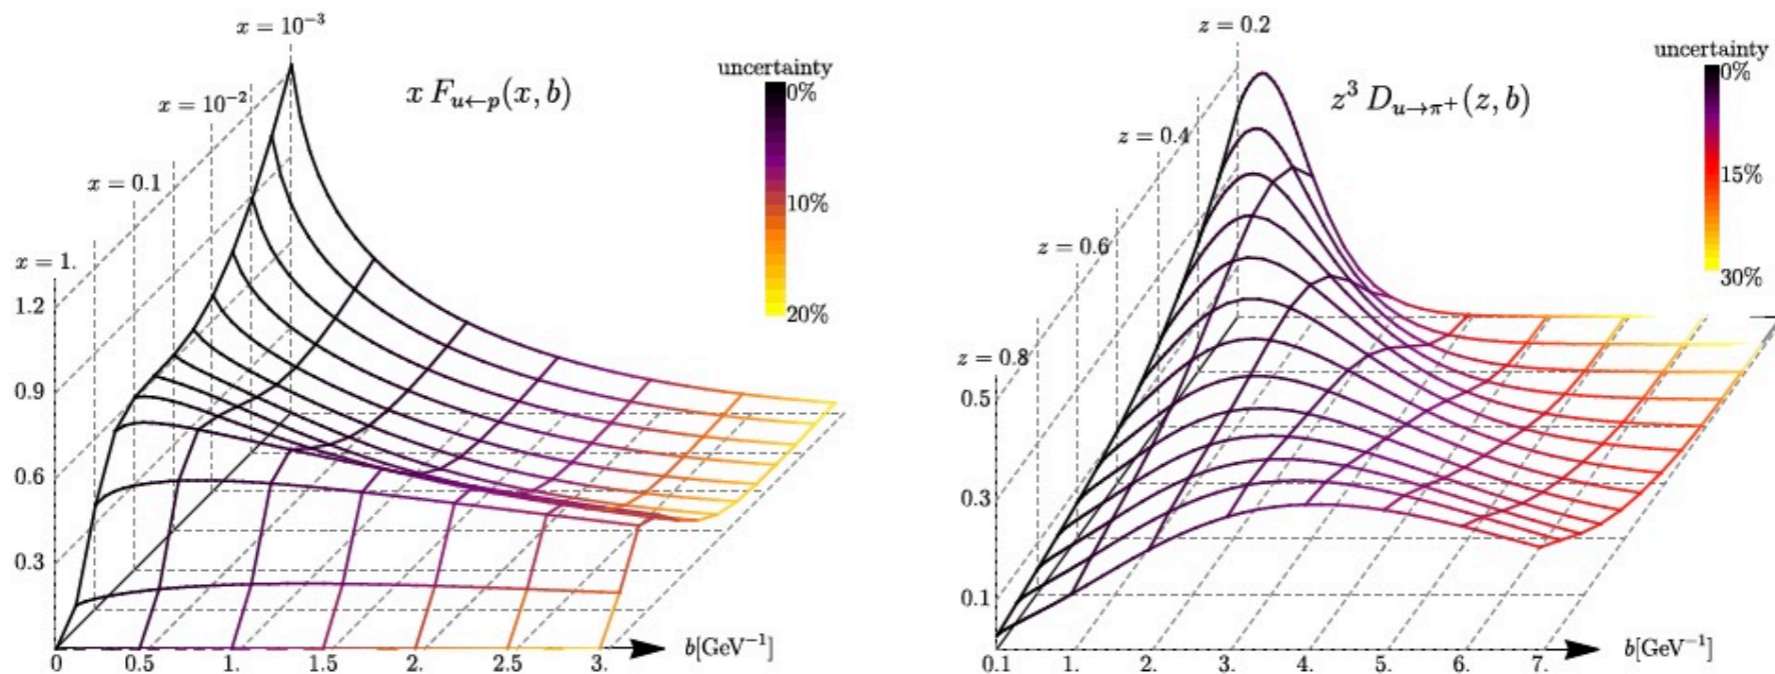 x = 10⁻³
x F_{u←p}(x, b)
uncertainty
0%
10%
20%
x = 10⁻²
x = 0.1
x = 1.
1.2
0.9
0.6
0.3
0 0.5 1. 1.5 2. 2.5 3.
b[GeV⁻¹]
z = 0.2
z³ D_{u→π⁺}(z, b)
uncertainty
0%
15%
30%
z = 0.4
z = 0.6
z = 0.8
0.5
0.3
0.1
0.1 1. 2. 3. 4. 5. 6. 7.
b[GeV⁻¹]